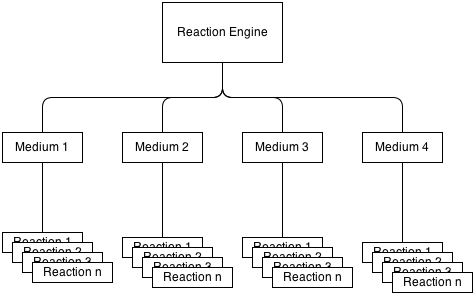 Reaction Engine
Medium 1
Medium 2
Medium 3
Medium 4
Reaction 1
Reaction 2
Reaction 3
Reaction n
Reaction 1
Reaction 2
Reaction 3
Reaction n
Reaction 1
Reaction 2
Reaction 3
Reaction n
Reaction 1
Reaction 2
Reaction 3
Reaction n